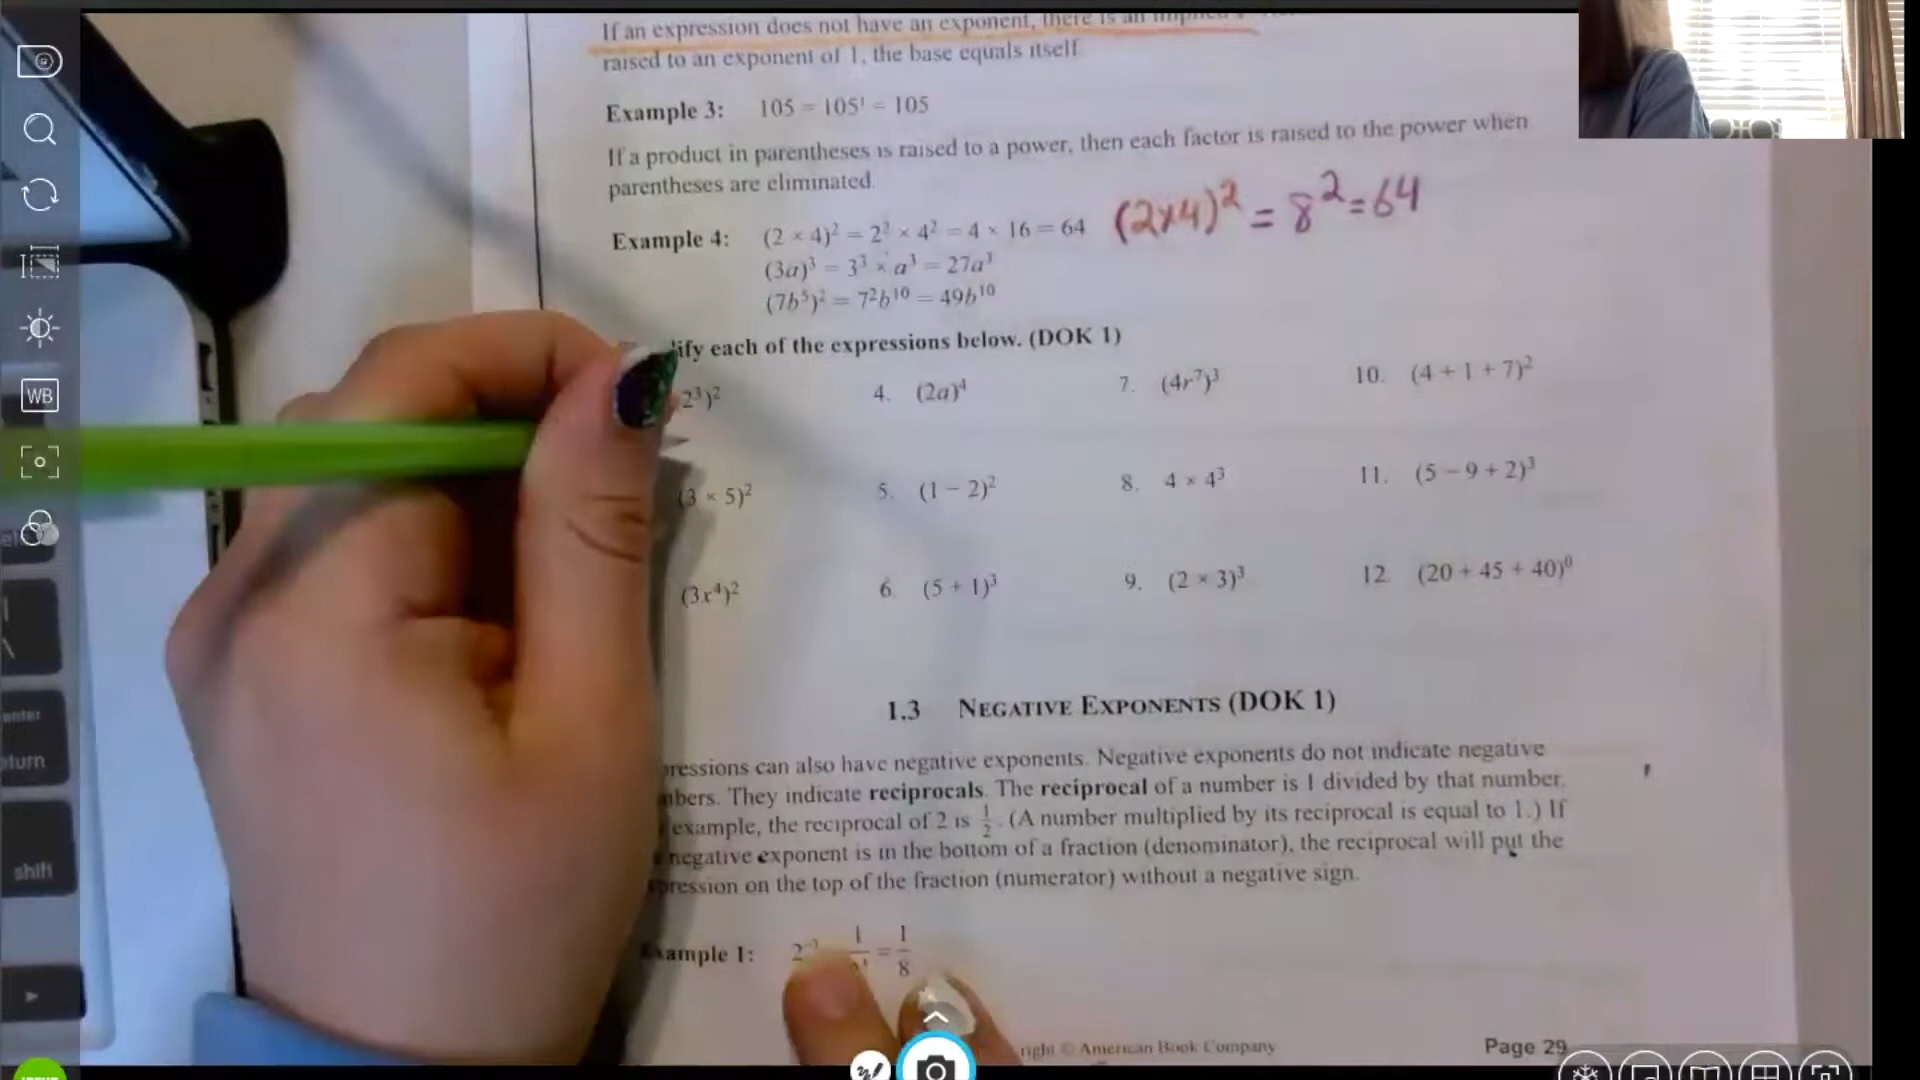 If an expression does not have an exponent, there is an implied
raised to an exponent of 1, the base equals itself.
Example 3: 105 = 105¹ = 105
If a product in parentheses is raised to a power, then each factor is raised to the power when
parentheses are eliminated.
Example 4: (2 × 4)² = 2² × 4² = 4 × 16 = 64 (2x4)² = 8² = 64
(3a)³ = 3³ × a³ = 27a³
(7b⁵)² = 7²b¹⁰ = 49b¹⁰
ify each of the expressions below. (DOK 1)
2³)² 4. (2a)⁴ 7. (4r⁷)³ 10. (4 + 1 + 7)²
(3 × 5)² 5. (1 − 2)² 8. 4 × 4³ 11. (5 − 9 + 2)³
(3x⁴)² 6. (5 + 1)³ 9. (2 × 3)³ 12. (20 + 45 + 40)⁰
1.3 NEGATIVE EXPONENTS (DOK 1)
pressions can also have negative exponents. Negative exponents do not indicate negative
mbers. They indicate reciprocals. The reciprocal of a number is 1 divided by that number.
example, the reciprocal of 2 is 1/2. (A number multiplied by its reciprocal is equal to 1.) If
negative exponent is in the bottom of a fraction (denominator), the reciprocal will put the
pression on the top of the fraction (numerator) without a negative sign.
ample 1: 2 1 = 1/8
right © American Book Company
Page 29
WB
enter
return
shift